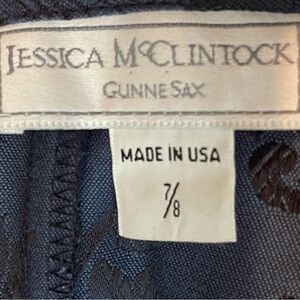 JESSICA McCLINTOCK
GUNNE SAX
MADE IN USA
7/8